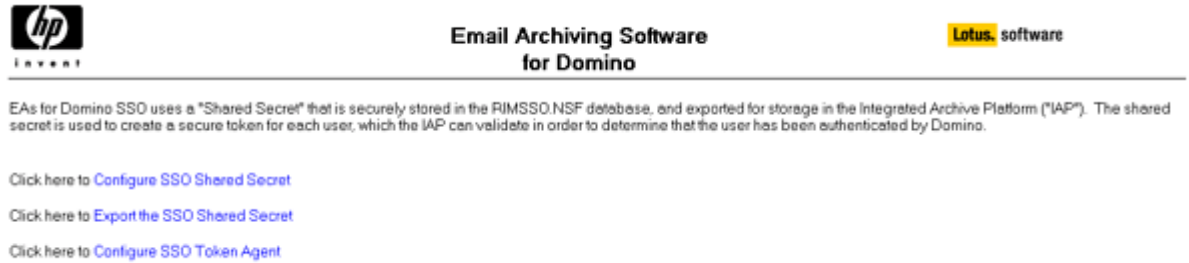 hp
invent
Email Archiving Software
for Domino
Lotus. software
EAs for Domino SSO uses a "Shared Secret" that is securely stored in the RIMSSO.NSF database, and exported for storage in the Integrated Archive Platform ("IAP"). The shared
secret is used to create a secure token for each user, which the IAP can validate in order to determine that the user has been authenticated by Domino.
Click here to Configure SSO Shared Secret
Click here to Export the SSO Shared Secret
Click here to Configure SSO Token Agent